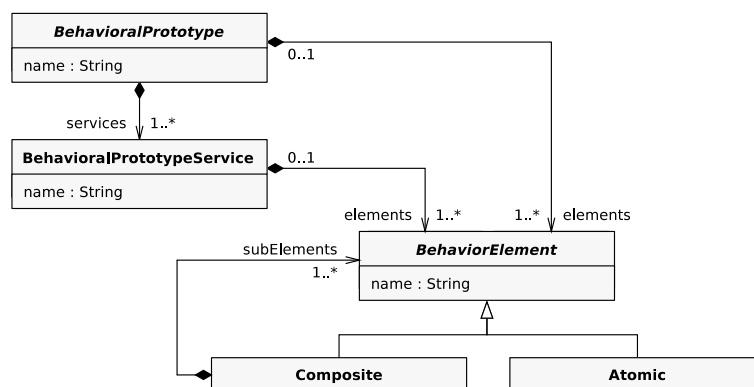 BehavioralPrototype
name : String
0..1
services 1..*
BehavioralPrototypeService
name : String
0..1
elements 1..*
1..* elements
subElements
1..*
BehaviorElement
name : String
Composite
Atomic